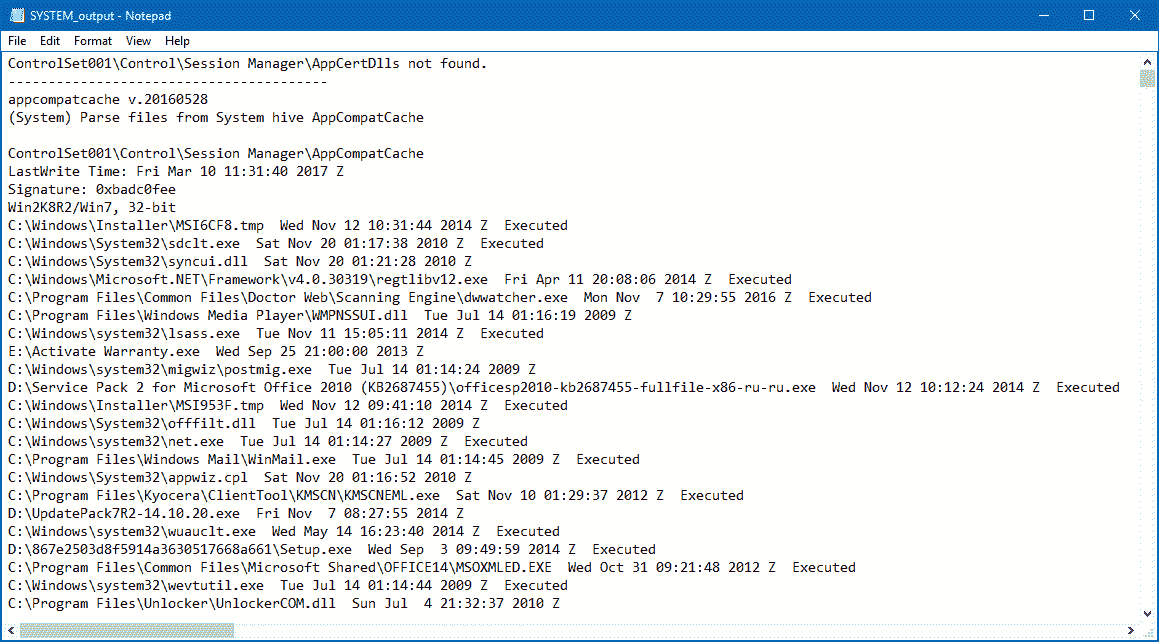 SYSTEM_output - Notepad
File Edit Format View Help
ControlSet001\Control\Session Manager\AppCertDlls not found.
----------------------------------------
appcompatcache v.20160528
(System) Parse files from System hive AppCompatCache
ControlSet001\Control\Session Manager\AppCompatCache
LastWrite Time: Fri Mar 10 11:31:40 2017 Z
Signature: 0xbadc0fee
Win2K8R2/Win7, 32-bit
C:\Windows\Installer\MSI6CF8.tmp  Wed Nov 12 10:31:44 2014 Z  Executed
C:\Windows\System32\sdclt.exe  Sat Nov 20 01:17:38 2010 Z  Executed
C:\Windows\System32\syncui.dll  Sat Nov 20 01:21:28 2010 Z
C:\Windows\Microsoft.NET\Framework\v4.0.30319\regtlibv12.exe  Fri Apr 11 20:08:06 2014 Z  Executed
C:\Program Files\Common Files\Doctor Web\Scanning Engine\dwwatcher.exe  Mon Nov  7 10:29:55 2016 Z  Executed
C:\Program Files\Windows Media Player\WMPNSSUI.dll  Tue Jul 14 01:16:19 2009 Z
C:\Windows\system32\lsass.exe  Tue Nov 11 15:05:11 2014 Z  Executed
E:\Activate Warranty.exe  Wed Sep 25 21:00:00 2013 Z
C:\Windows\system32\migwiz\postmig.exe  Tue Jul 14 01:14:24 2009 Z
D:\Service Pack 2 for Microsoft Office 2010 (KB2687455)\officesp2010-kb2687455-fullfile-x86-ru-ru.exe  Wed Nov 12 10:12:24 2014 Z  Executed
C:\Windows\Installer\MSI953F.tmp  Wed Nov 12 09:41:10 2014 Z  Executed
C:\Windows\System32\offfilt.dll  Tue Jul 14 01:16:12 2009 Z
C:\Windows\system32\net.exe  Tue Jul 14 01:14:27 2009 Z  Executed
C:\Program Files\Windows Mail\WinMail.exe  Tue Jul 14 01:14:45 2009 Z  Executed
C:\Windows\System32\appwiz.cpl  Sat Nov 20 01:16:52 2010 Z
C:\Program Files\Kyocera\ClientTool\KMSCN\KMSCNEML.exe  Sat Nov 10 01:29:37 2012 Z  Executed
D:\UpdatePack7R2-14.10.20.exe  Fri Nov  7 08:27:55 2014 Z
C:\Windows\system32\wuauclt.exe  Wed May 14 16:23:40 2014 Z  Executed
D:\867e2503d8f5914a3630517668a661\Setup.exe  Wed Sep  3 09:49:59 2014 Z  Executed
C:\Program Files\Common Files\Microsoft Shared\OFFICE14\MSOXMLED.EXE  Wed Oct 31 09:21:48 2012 Z  Executed
C:\Windows\system32\wevtutil.exe  Tue Jul 14 01:14:44 2009 Z  Executed
C:\Program Files\Unlocker\UnlockerCOM.dll  Sun Jul  4 21:32:37 2010 Z